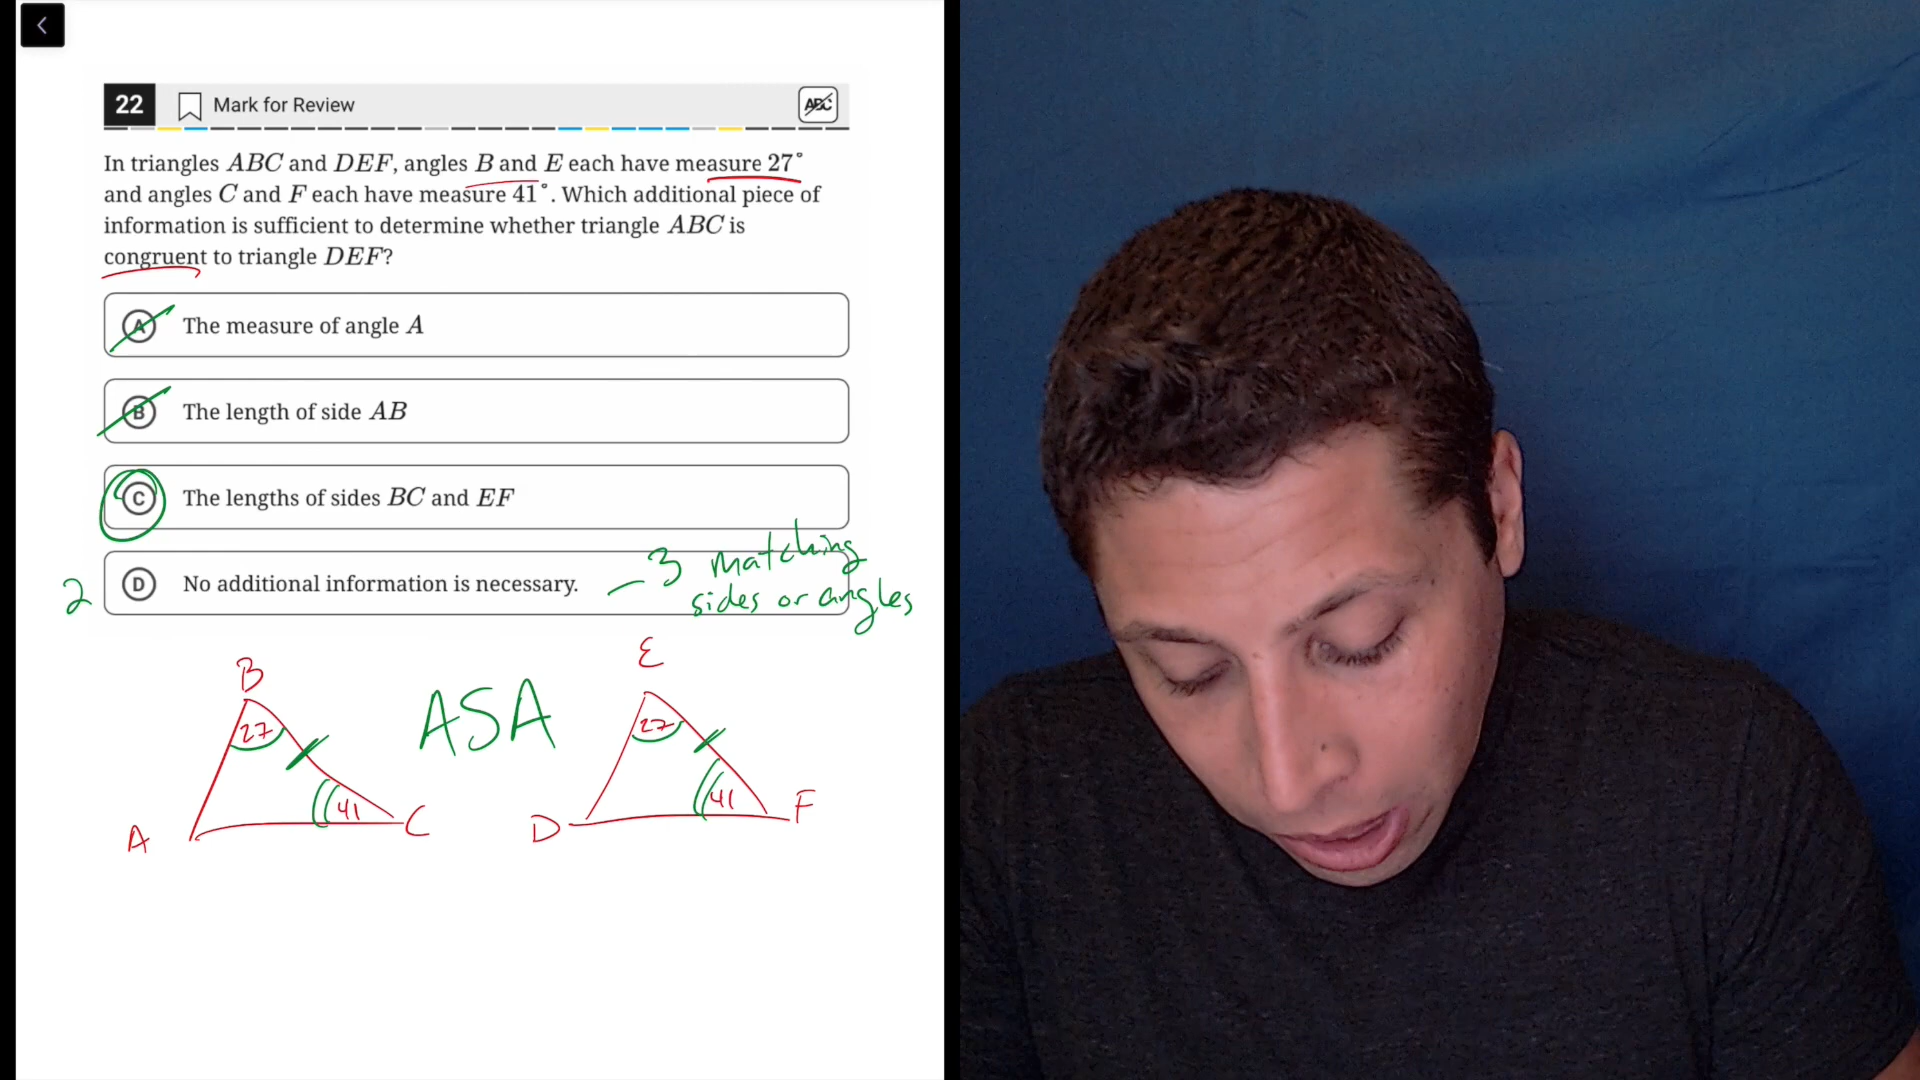 22 Mark for Review ABC
In triangles ABC and DEF, angles B and E each have measure 27°
and angles C and F each have measure 41°. Which additional piece of
information is sufficient to determine whether triangle ABC is
congruent to triangle DEF?
A The measure of angle A
B The length of side AB
C The lengths of sides BC and EF
D No additional information is necessary.
2
— 3 matching
sides or angles
B
E
27
ASA
27
41
41
A
C
D
F